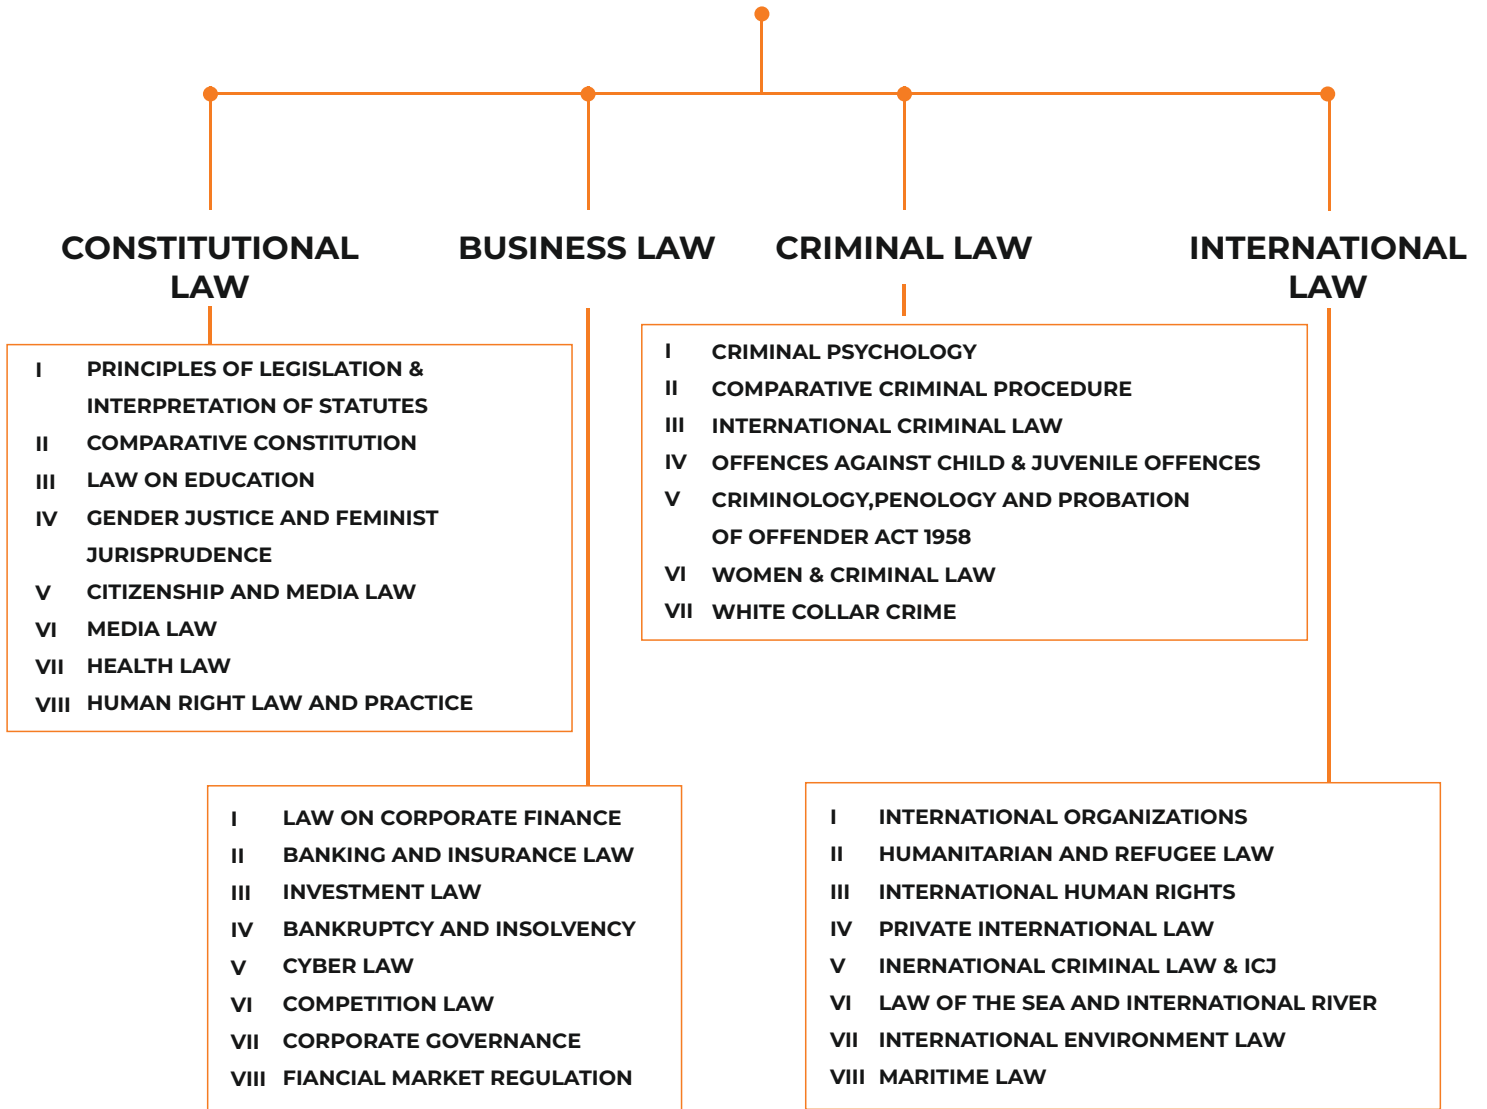 CONSTITUTIONAL
LAW
BUSINESS LAW
CRIMINAL LAW
INTERNATIONAL
LAW
I PRINCIPLES OF LEGISLATION &
INTERPRETATION OF STATUTES
II COMPARATIVE CONSTITUTION
III LAW ON EDUCATION
IV GENDER JUSTICE AND FEMINIST
JURISPRUDENCE
V CITIZENSHIP AND MEDIA LAW
VI MEDIA LAW
VII HEALTH LAW
VIII HUMAN RIGHT LAW AND PRACTICE
I CRIMINAL PSYCHOLOGY
II COMPARATIVE CRIMINAL PROCEDURE
III INTERNATIONAL CRIMINAL LAW
IV OFFENCES AGAINST CHILD & JUVENILE OFFENCES
V CRIMINOLOGY,PENOLOGY AND PROBATION
OF OFFENDER ACT 1958
VI WOMEN & CRIMINAL LAW
VII WHITE COLLAR CRIME
I LAW ON CORPORATE FINANCE
II BANKING AND INSURANCE LAW
III INVESTMENT LAW
IV BANKRUPTCY AND INSOLVENCY
V CYBER LAW
VI COMPETITION LAW
VII CORPORATE GOVERNANCE
VIII FIANCIAL MARKET REGULATION
I INTERNATIONAL ORGANIZATIONS
II HUMANITARIAN AND REFUGEE LAW
III INTERNATIONAL HUMAN RIGHTS
IV PRIVATE INTERNATIONAL LAW
V INERNATIONAL CRIMINAL LAW & ICJ
VI LAW OF THE SEA AND INTERNATIONAL RIVER
VII INTERNATIONAL ENVIRONMENT LAW
VIII MARITIME LAW